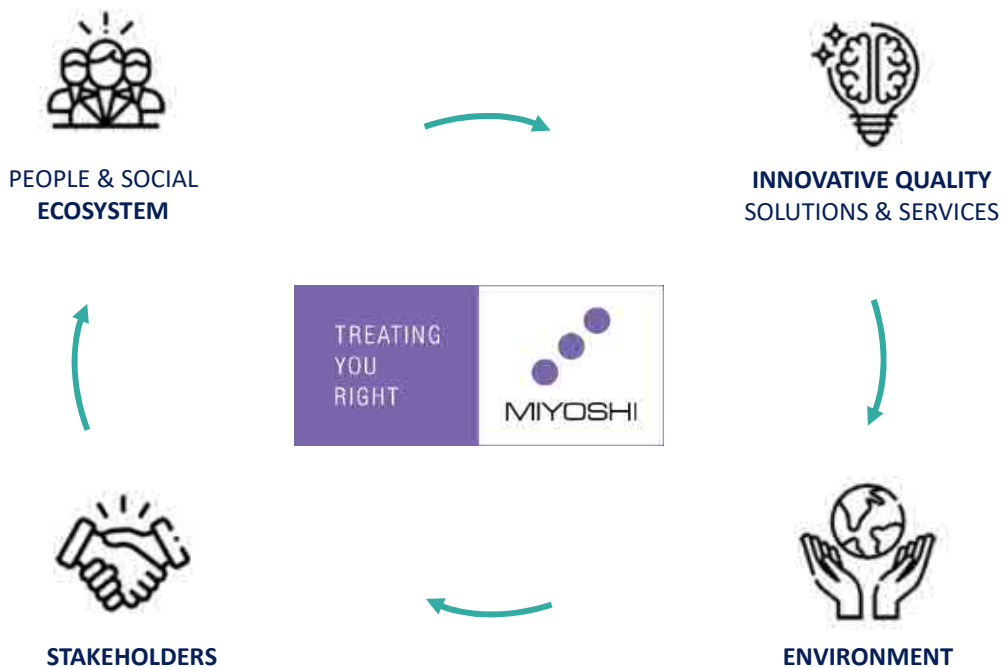 PEOPLE & SOCIAL
ECOSYSTEM
INNOVATIVE QUALITY
SOLUTIONS & SERVICES
TREATING
YOU
RIGHT
MIYOSHI
STAKEHOLDERS
ENVIRONMENT